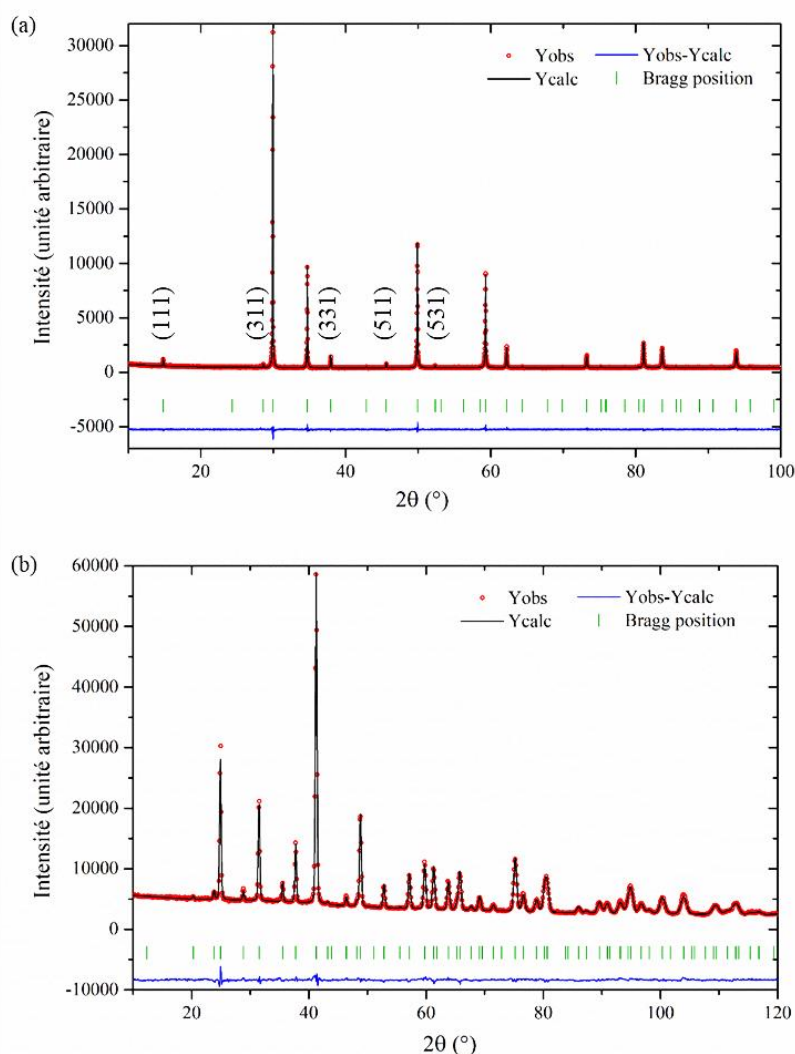 (a)
30000
25000
20000
15000
10000
5000
0
-5000
Intensité (unité arbitraire)
Yobs
Yobs-Ycalc
Ycalc
Bragg position
(111)
(311)
(331)
(511)
(531)
20
40
60
80
100
2θ (°)
(b)
60000
50000
40000
30000
20000
10000
0
-10000
Intensité (unité arbitraire)
Yobs
Yobs-Ycalc
Ycalc
Bragg position
20
40
60
80
100
120
2θ (°)